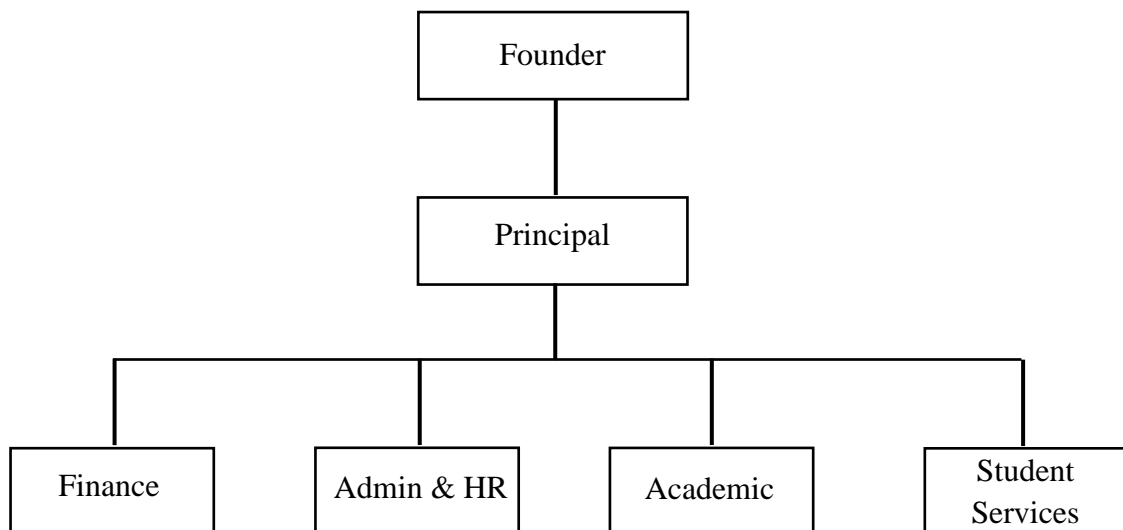 Founder
Principal
Finance
Admin & HR
Academic
Student
Services